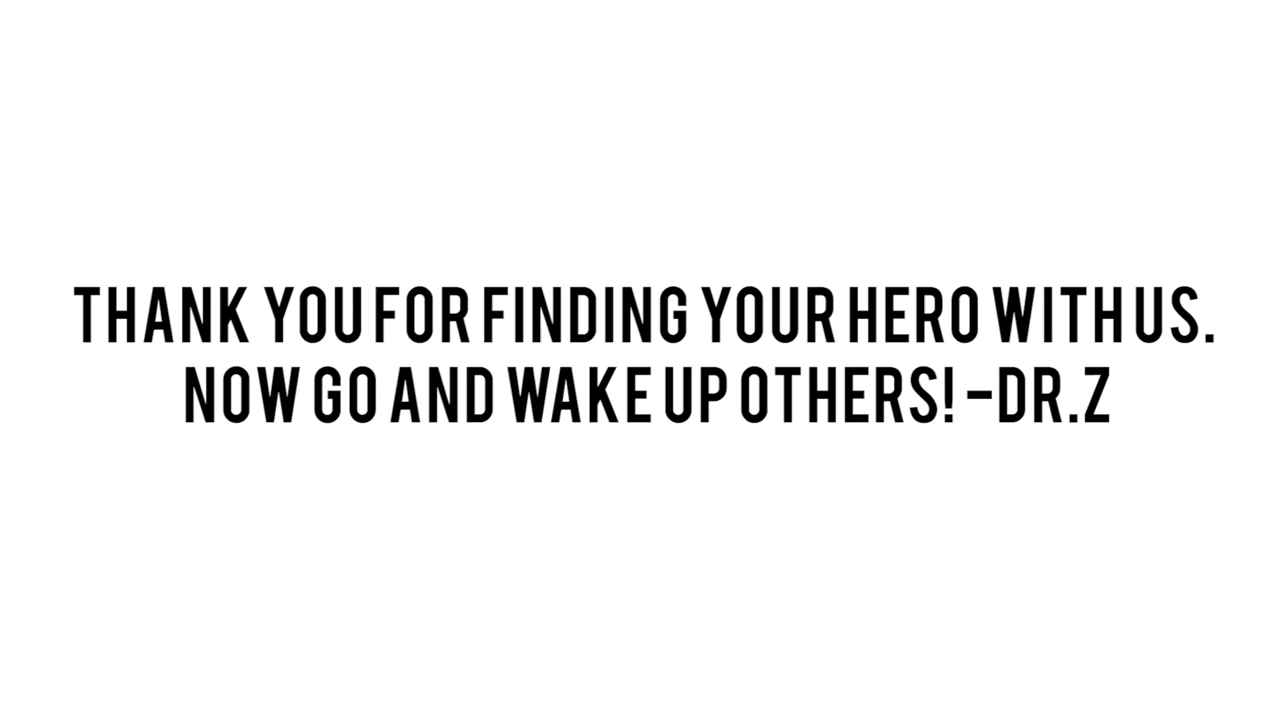 THANK YOU FOR FINDING YOUR HERO WITH US.
NOW GO AND WAKE UP OTHERS! -DR.Z